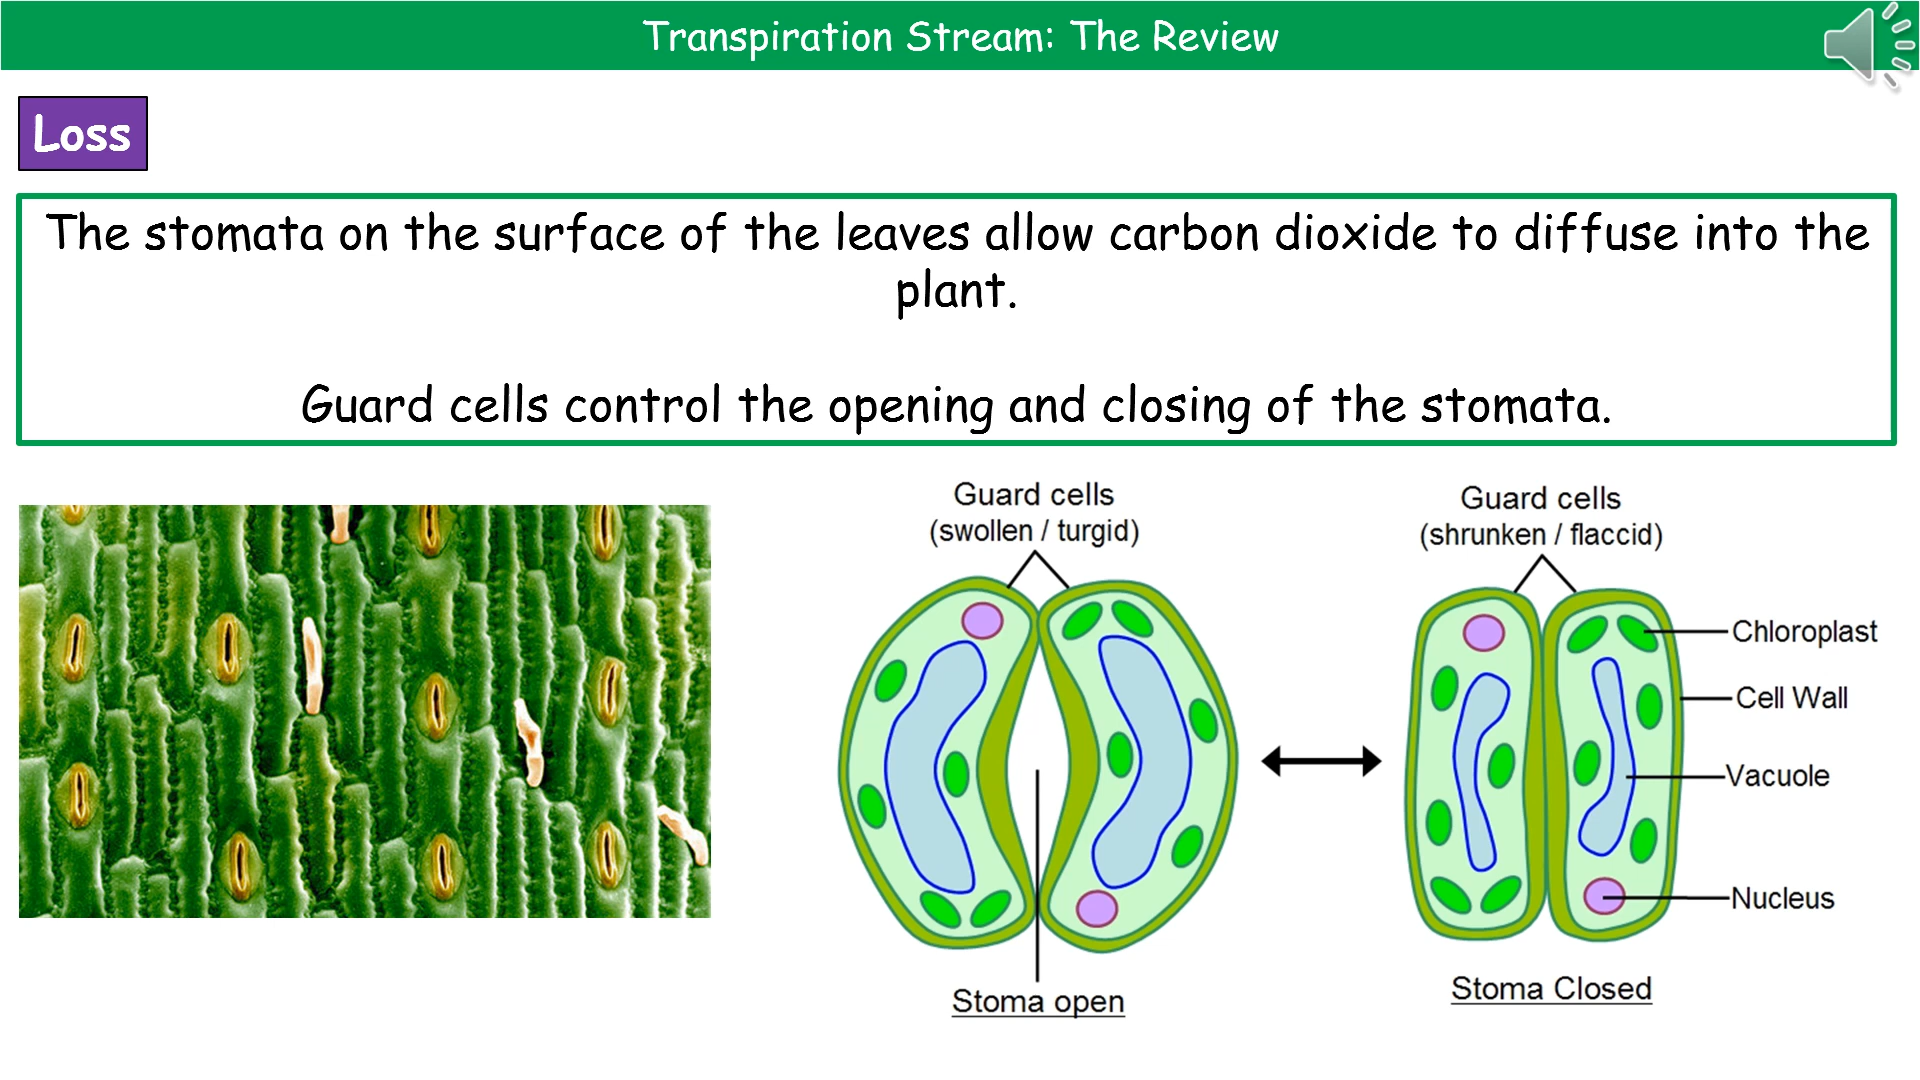 Transpiration Stream: The Review
Loss
The stomata on the surface of the leaves allow carbon dioxide to diffuse into the
plant.
Guard cells control the opening and closing of the stomata.
Guard cells
(swollen / turgid)
Guard cells
(shrunken / flaccid)
Chloroplast
Cell Wall
Vacuole
Nucleus
Stoma open
Stoma Closed